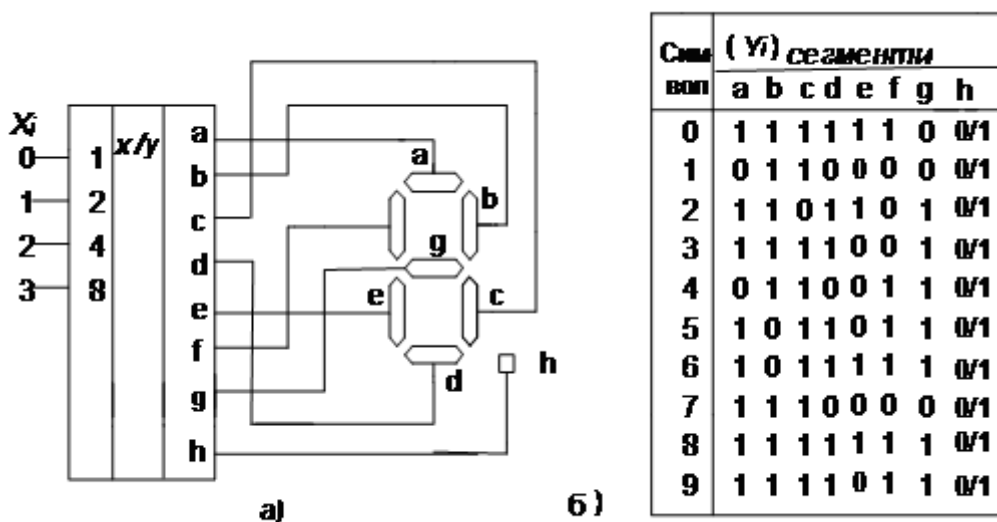 Xi
0 1 x/y a
1 2 b
2 4 c
3 8 d
e
f
g
h
a
b
g
e c
d h
а) б)
Сим вол (Yi) сегменти
a b c d e f g h
0 1 1 1 1 1 1 0 0/1
1 0 1 1 0 0 0 0 0/1
2 1 1 0 1 1 0 1 0/1
3 1 1 1 1 0 0 1 0/1
4 0 1 1 0 0 1 1 0/1
5 1 0 1 1 0 1 1 0/1
6 1 0 1 1 1 1 1 0/1
7 1 1 1 0 0 0 0 0/1
8 1 1 1 1 1 1 1 0/1
9 1 1 1 1 0 1 1 0/1